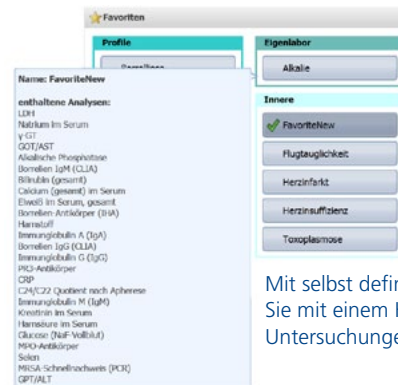 Favoriten
Profile
Eigenlabor
Alkalie
Innere
FavoriteNew
Flugtauglichkeit
Herzinfarkt
Herzinsuffizienz
Toxoplasmose
Name: FavoriteNew
enthaltene Analysen:
LDH
Natrium im Serum
γ-GT
GOT/AST
Alkalische Phosphatase
Borrelien IgM (CLIA)
Bilirubin (gesamt)
Calcium (gesamt) im Serum
Eiweiß im Serum, gesamt
Borrelien-Antikörper (IHA)
Harnstoff
Immunglobulin A (IgA)
Borrelien IgG (CLIA)
Immunglobulin G (IgG)
PR3-Antikörper
CRP
C24/C22 Quotient nach Apherese
Immunglobulin M (IgM)
Kreatinin im Serum
Harnsäure im Serum
Glucose (NaF-Vollblut)
MPO-Antikörper
Selen
MRSA-Schnellnachweis (PCR)
GPT/ALT
Mit selbst defin
Sie mit einem
Untersuchunge